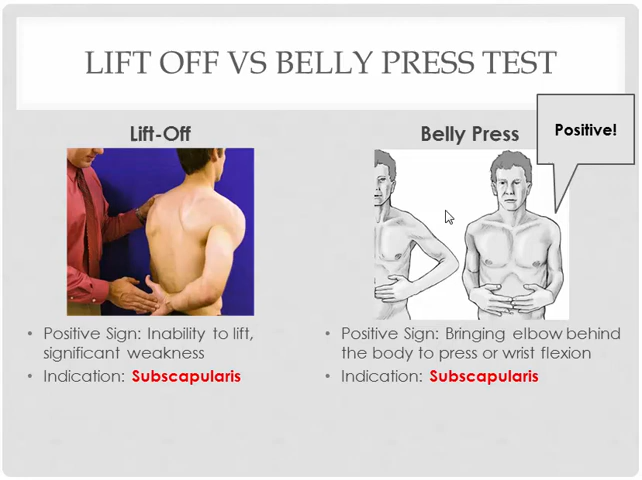 LIFT OFF VS BELLY PRESS TEST
Lift-Off
• Positive Sign: Inability to lift,
significant weakness
• Indication: Subscapularis
Belly Press
Positive!
• Positive Sign: Bringing elbow behind
the body to press or wrist flexion
• Indication: Subscapularis